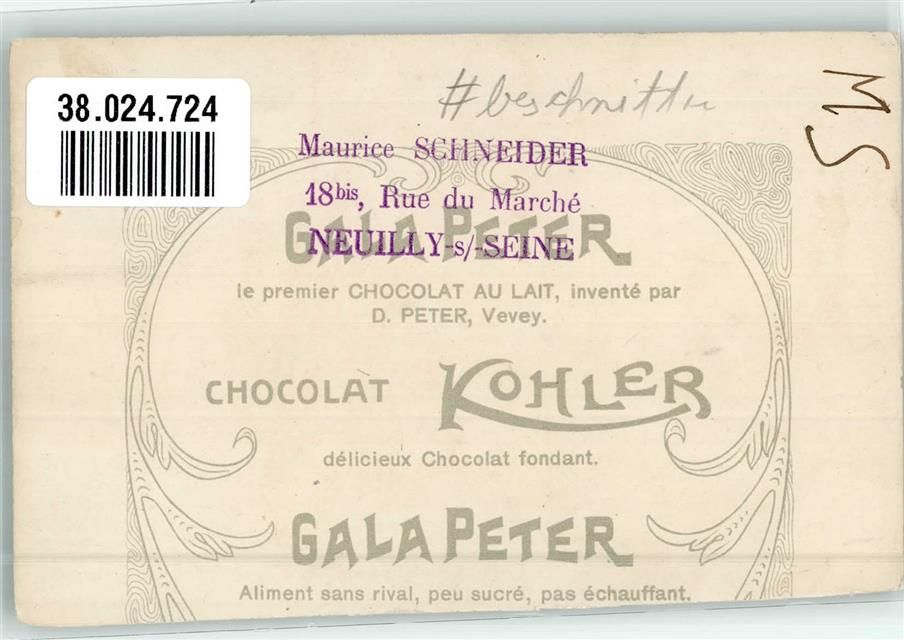 38.024.724
#beschnitten
MS
Maurice SCHNEIDER
18bis, Rue du Marché
NEUILLY-s/-SEINE
GALA PETER
le premier CHOCOLAT AU LAIT, inventé par
D. PETER, Vevey.
CHOCOLAT KOHLER
délicieux Chocolat fondant.
GALA PETER
Aliment sans rival, peu sucré, pas échauffant.